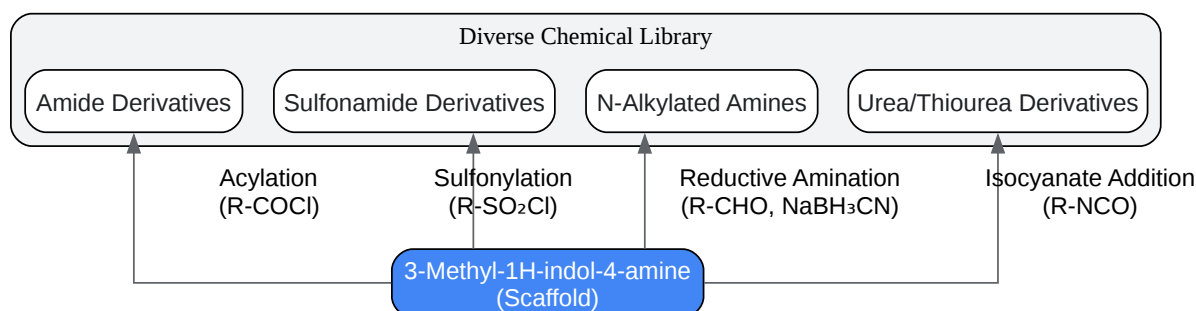 Diverse Chemical Library
Amide Derivatives
Sulfonamide Derivatives
N-Alkylated Amines
Urea/Thiourea Derivatives
Acylation
(R-COCl)
Sulfonylation
(R-SO₂Cl)
Reductive Amination
(R-CHO, NaBH₃CN)
Isocyanate Addition
(R-NCO)
3-Methyl-1H-indol-4-amine
(Scaffold)